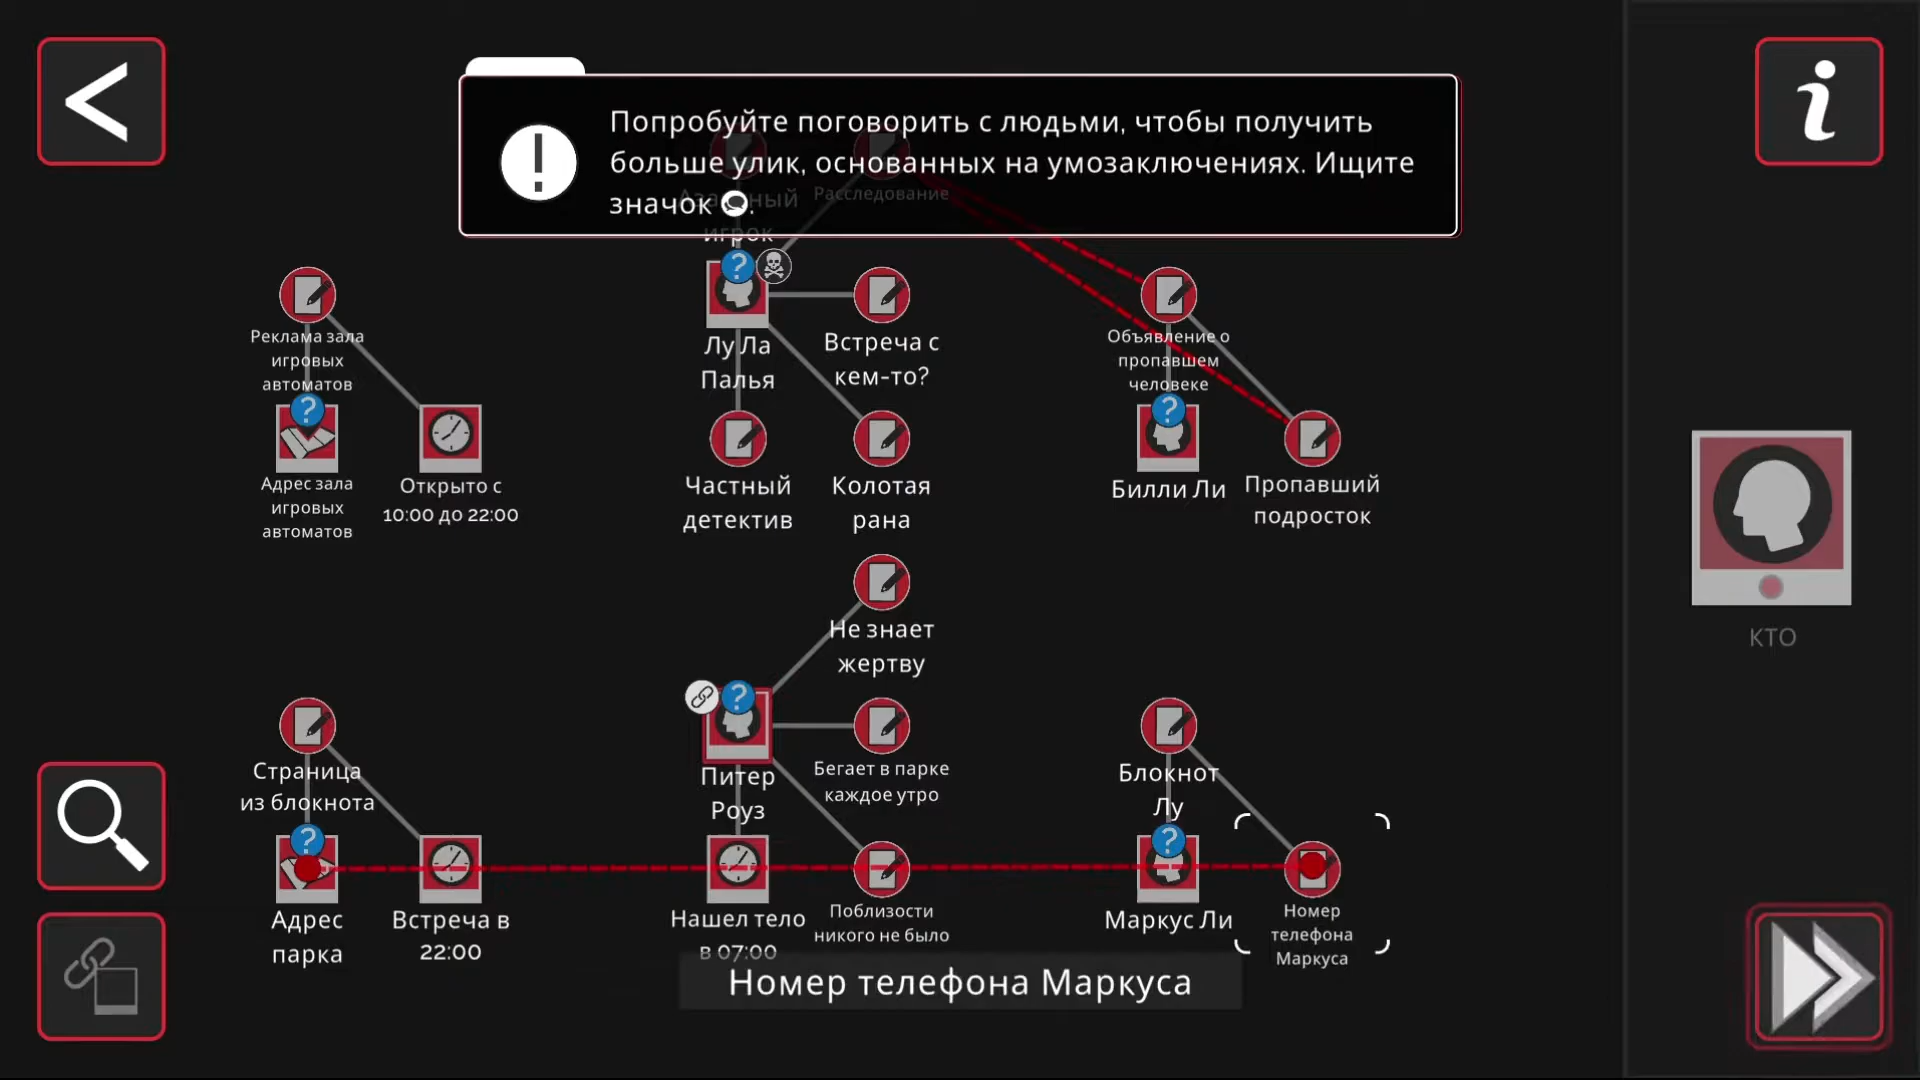 Попробуйте поговорить с людьми, чтобы получить
больше улик, основанных на умозаключениях. Ищите
значок .
Азартный
игрок
Расследование
Реклама зала
игровых
автоматов
Лу Ла
Палья
Встреча с
кем-то?
Объявление о
пропавшем
человеке
Адрес зала
игровых
автоматов
Открыто с
10:00 до 22:00
Частный
детектив
Колотая
рана
Билли Ли
Пропавший
подросток
Не знает
жертву
КТО
Страница
из блокнота
Питер
Роуз
Бегает в парке
каждое утро
Блокнот
Лу
Адрес
парка
Встреча в
22:00
Нашел тело
в 07:00
Поблизости
никого не было
Маркус Ли
Номер
телефона
Маркуса
Номер телефона Маркуса